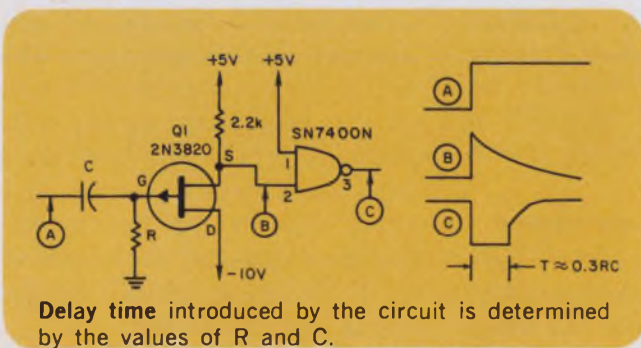 +5V
+5V
A
Q1
2.2k
SN7400N
2N3820
S
1
C
B
G
3
2
A
R
D
B
C
C
-10V
T ≈ 0.3RC
Delay time introduced by the circuit is determined
by the values of R and C.